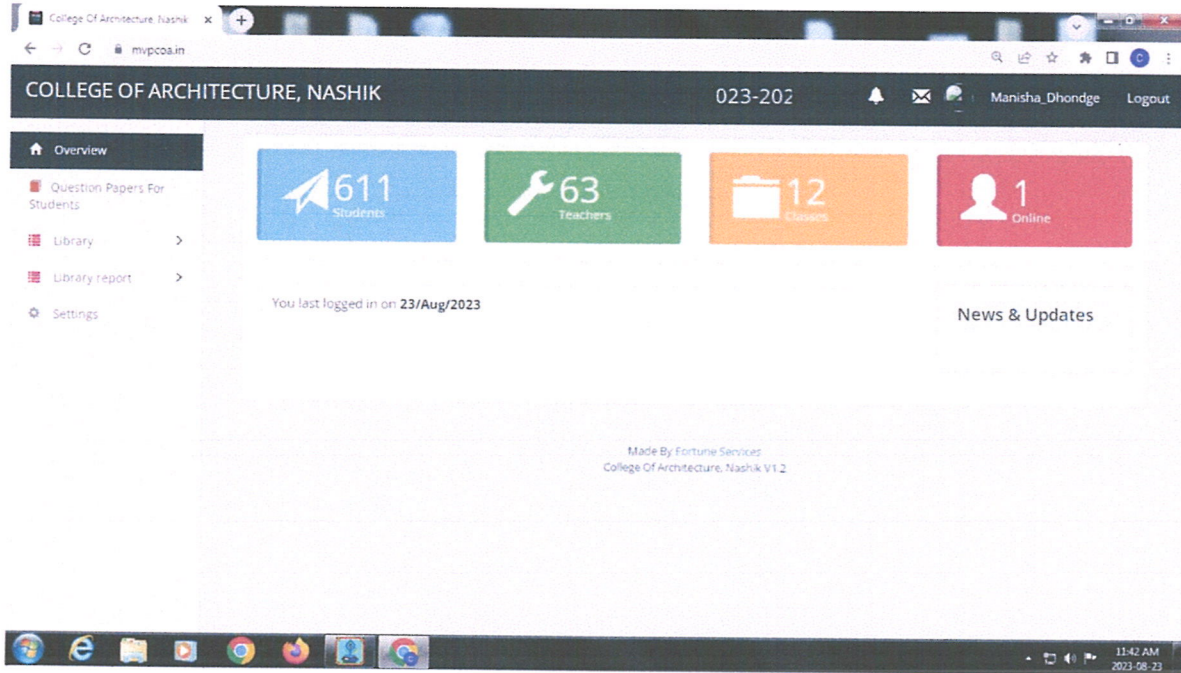 College Of Architecture, Nashik
mvpcoa.in
COLLEGE OF ARCHITECTURE, NASHIK 023-202 Manisha_Dhondge Logout
Overview
Question Papers For
Students
Library
Library report
Settings
611
Students
63
Teachers
12
Classes
1
Online
You last logged in on 23/Aug/2023
News & Updates
Made By Fortune Services
College Of Architecture, Nashik V1.2
11:42 AM
2023-08-23